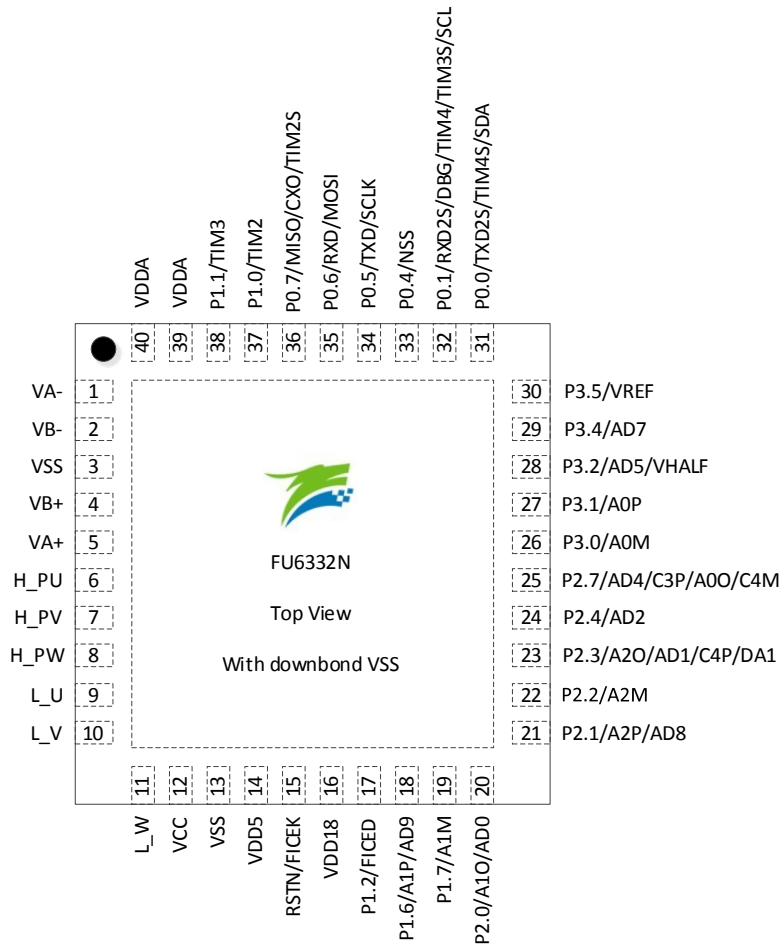 VDDA
VDDA
P1.1/TIM3
P1.0/TIM2
P0.7/MISO/CXO/TIM2S
P0.6/RXD/MOSI
P0.5/TXD/SCLK
P0.4/NSS
P0.1/RXD2S/DBG/TIM4/TIM3S/SCL
P0.0/TXD2S/TIM4S/SDA
40 39 38 37 36 35 34 33 32 31
VA- 1
VB- 2
VSS 3
VB+ 4
VA+ 5
H_PU 6
H_PV 7
H_PW 8
L_U 9
L_V 10
FU6332N
Top View
With downbond VSS
30 P3.5/VREF
29 P3.4/AD7
28 P3.2/AD5/VHALF
27 P3.1/A0P
26 P3.0/A0M
25 P2.7/AD4/C3P/A0O/C4M
24 P2.4/AD2
23 P2.3/A2O/AD1/C4P/DA1
22 P2.2/A2M
21 P2.1/A2P/AD8
11 12 13 14 15 16 17 18 19 20
L_W
VCC
VSS
VDD5
RSTN/FICEK
VDD18
P1.2/FICED
P1.6/A1P/AD9
P1.7/A1M
P2.0/A1O/AD0